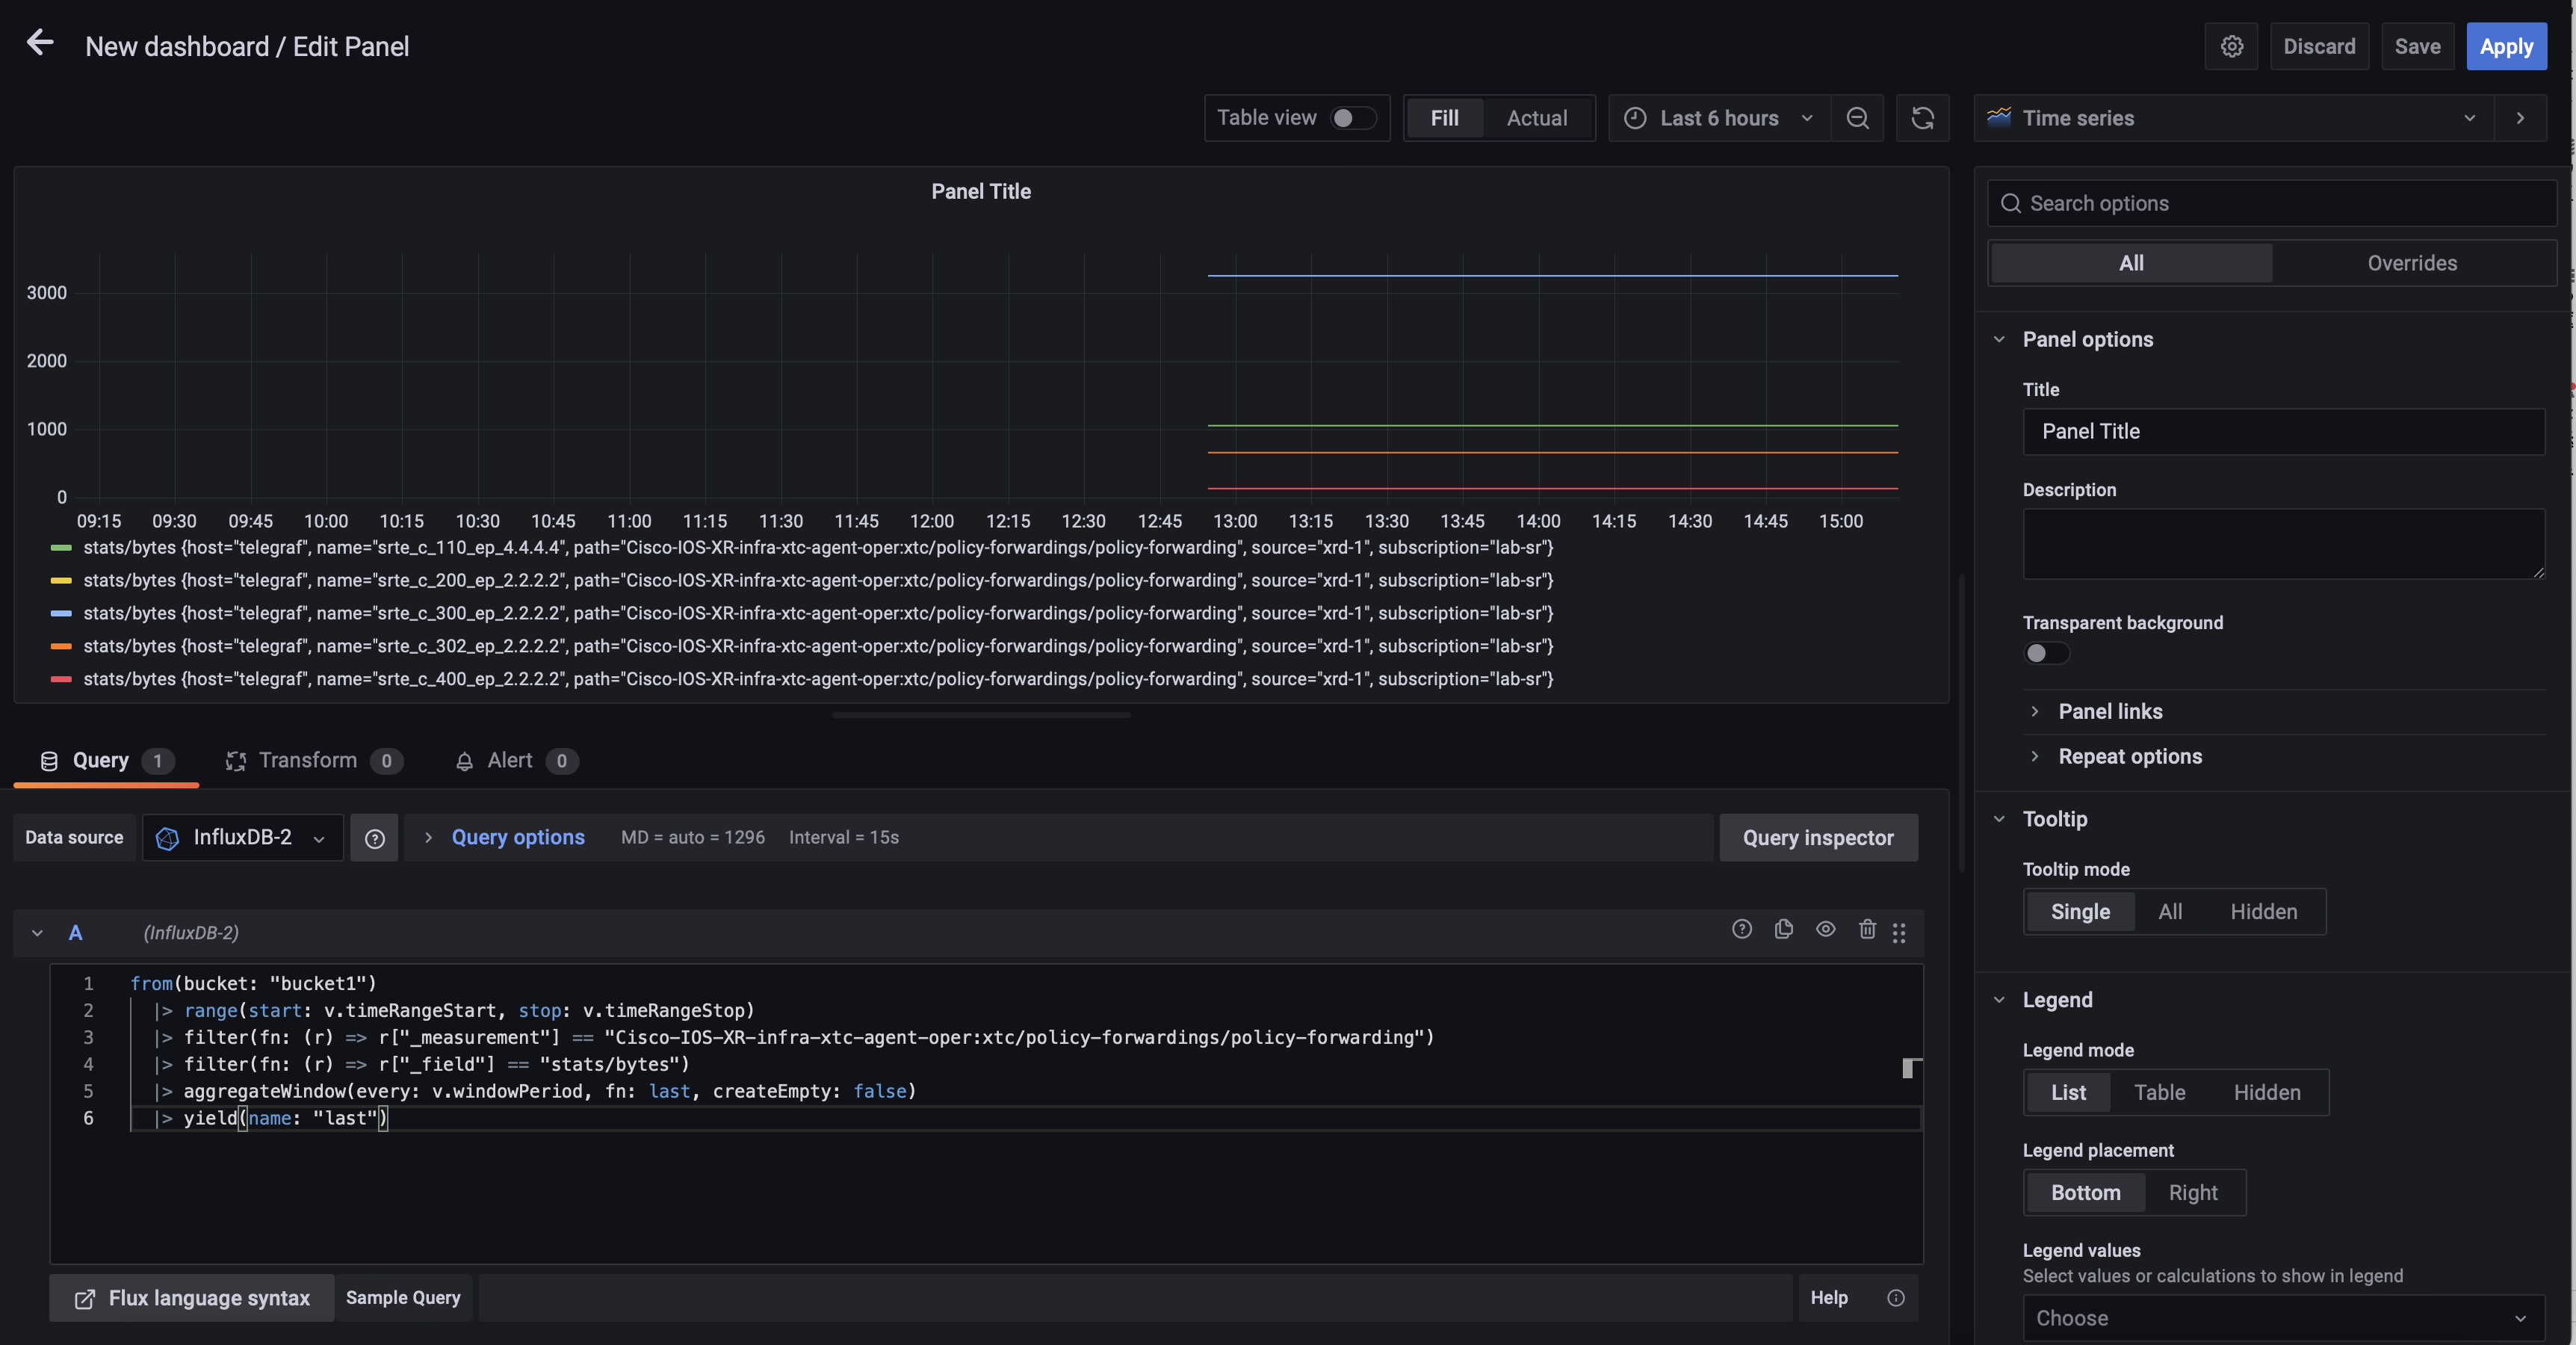 New dashboard / Edit Panel
Discard
Save
Apply
Table view
Fill
Actual
Last 6 hours
Time series
Panel Title
3000
2000
1000
0
09:15 09:30 09:45 10:00 10:15 10:30 10:45 11:00 11:15 11:30 11:45 12:00 12:15 12:30 12:45 13:00 13:15 13:30 13:45 14:00 14:15 14:30 14:45 15:00
stats/bytes {host="telegraf", name="srte_c_110_ep_4.4.4.4", path="Cisco-IOS-XR-infra-xtc-agent-oper:xtc/policy-forwardings/policy-forwarding", source="xrd-1", subscription="lab-sr"}
stats/bytes {host="telegraf", name="srte_c_200_ep_2.2.2.2", path="Cisco-IOS-XR-infra-xtc-agent-oper:xtc/policy-forwardings/policy-forwarding", source="xrd-1", subscription="lab-sr"}
stats/bytes {host="telegraf", name="srte_c_300_ep_2.2.2.2", path="Cisco-IOS-XR-infra-xtc-agent-oper:xtc/policy-forwardings/policy-forwarding", source="xrd-1", subscription="lab-sr"}
stats/bytes {host="telegraf", name="srte_c_302_ep_2.2.2.2", path="Cisco-IOS-XR-infra-xtc-agent-oper:xtc/policy-forwardings/policy-forwarding", source="xrd-1", subscription="lab-sr"}
stats/bytes {host="telegraf", name="srte_c_400_ep_2.2.2.2", path="Cisco-IOS-XR-infra-xtc-agent-oper:xtc/policy-forwardings/policy-forwarding", source="xrd-1", subscription="lab-sr"}
Query 1
Transform 0
Alert 0
Data source
InfluxDB-2
Query options
MD = auto = 1296
Interval = 15s
Query inspector
A
(InfluxDB-2)
1 from(bucket: "bucket1")
2 |> range(start: v.timeRangeStart, stop: v.timeRangeStop)
3 |> filter(fn: (r) => r["_measurement"] == "Cisco-IOS-XR-infra-xtc-agent-oper:xtc/policy-forwardings/policy-forwarding")
4 |> filter(fn: (r) => r["_field"] == "stats/bytes")
5 |> aggregateWindow(every: v.windowPeriod, fn: last, createEmpty: false)
6 |> yield(name: "last")
Flux language syntax
Sample Query
Help
Search options
All
Overrides
Panel options
Title
Panel Title
Description
Transparent background
Panel links
Repeat options
Tooltip
Tooltip mode
Single
All
Hidden
Legend
Legend mode
List
Table
Hidden
Legend placement
Bottom
Right
Legend values
Select values or calculations to show in legend
Choose